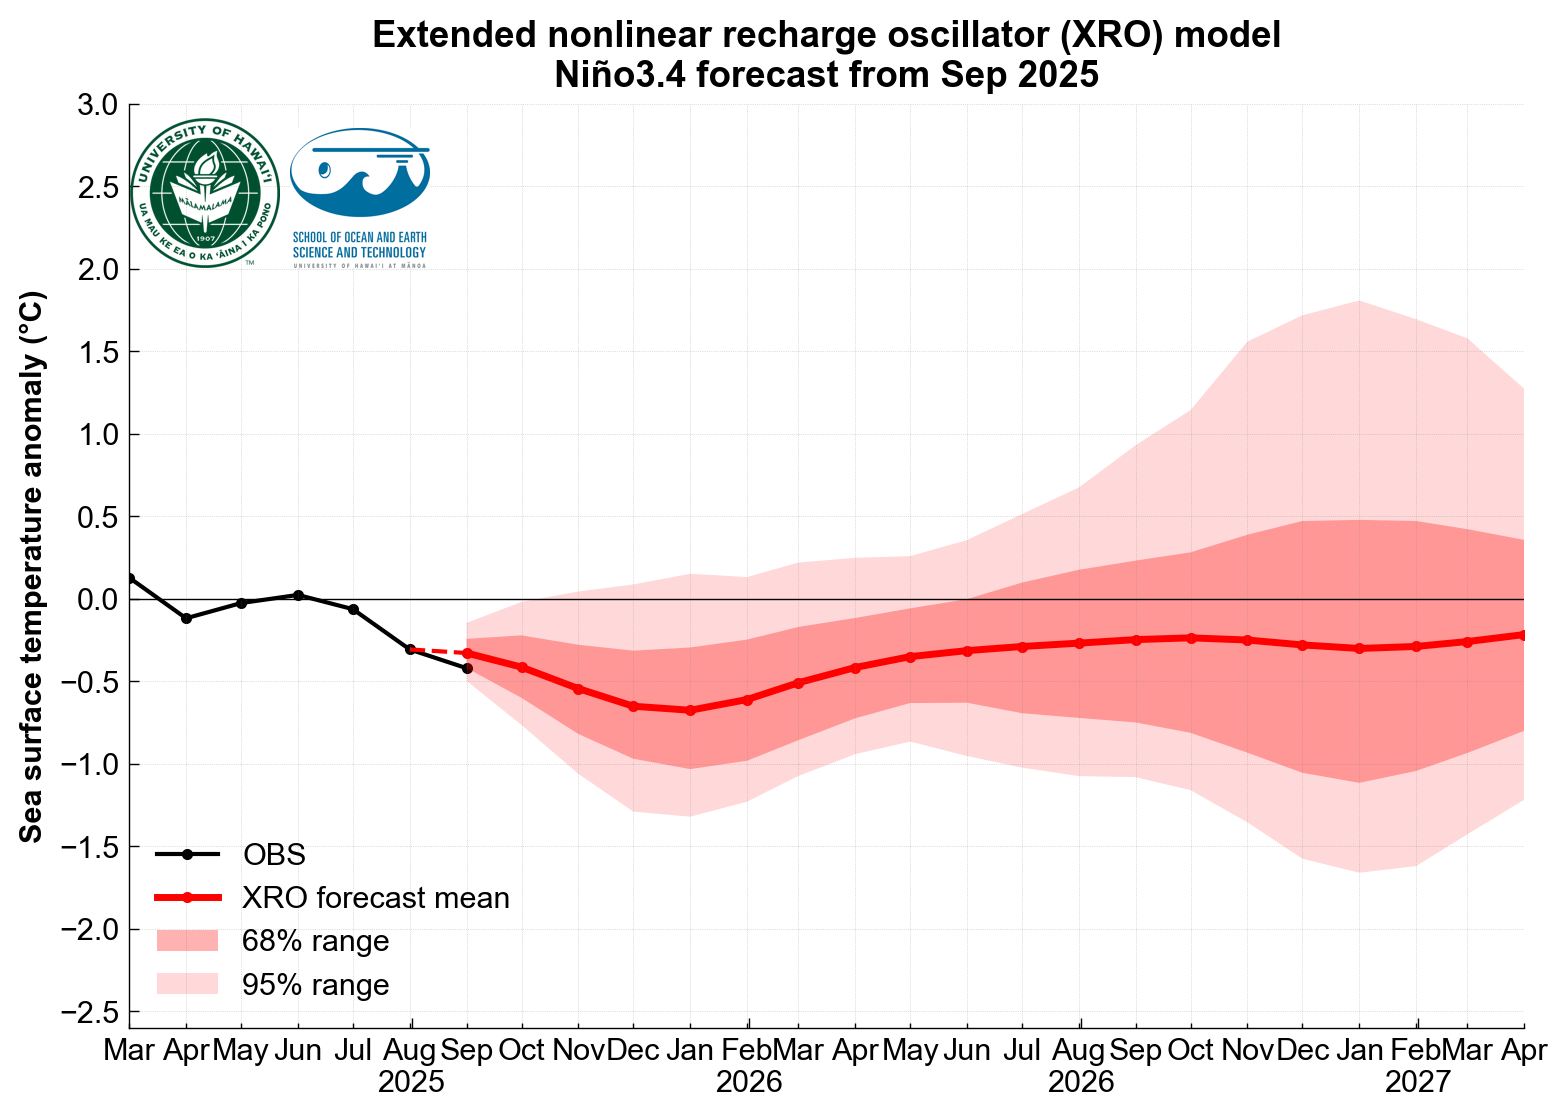 Extended nonlinear recharge oscillator (XRO) model
Niño3.4 forecast from Sep 2025
UNIVERSITY OF HAWAIʻI
MĀLAMALAMA
1907
UA MAU KE EA O KA ʻĀINA I KA PONO
TM
SCHOOL OF OCEAN AND EARTH
SCIENCE AND TECHNOLOGY
UNIVERSITY OF HAWAIʻI AT MĀNOA
Sea surface temperature anomaly (°C)
3.0
2.5
2.0
1.5
1.0
0.5
0.0
−0.5
−1.0
−1.5
−2.0
−2.5
OBS
XRO forecast mean
68% range
95% range
Mar Apr May Jun Jul Aug Sep Oct Nov Dec Jan Feb Mar Apr May Jun Jul Aug Sep Oct Nov Dec Jan Feb Mar Apr
2025 2026 2026 2027